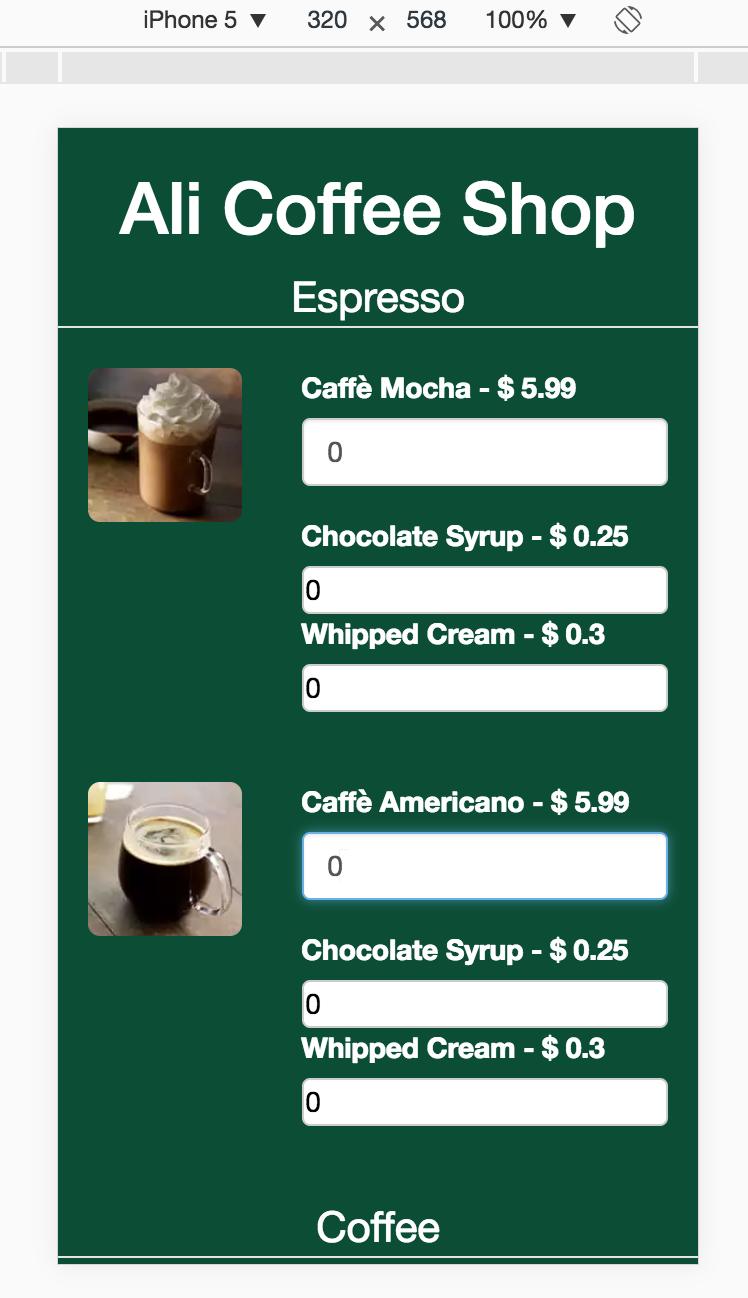 iPhone 5 ▼ 320 × 568 100% ▼
Ali Coffee Shop
Espresso
Caffè Mocha - $ 5.99
0
Chocolate Syrup - $ 0.25
0
Whipped Cream - $ 0.3
0
Caffè Americano - $ 5.99
0
Chocolate Syrup - $ 0.25
0
Whipped Cream - $ 0.3
0
Coffee